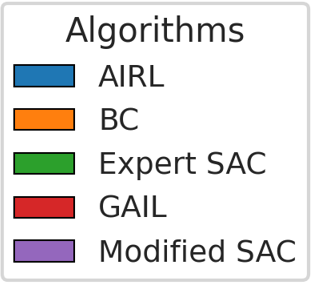 Algorithms
AIRL
BC
Expert SAC
GAIL
Modified SAC